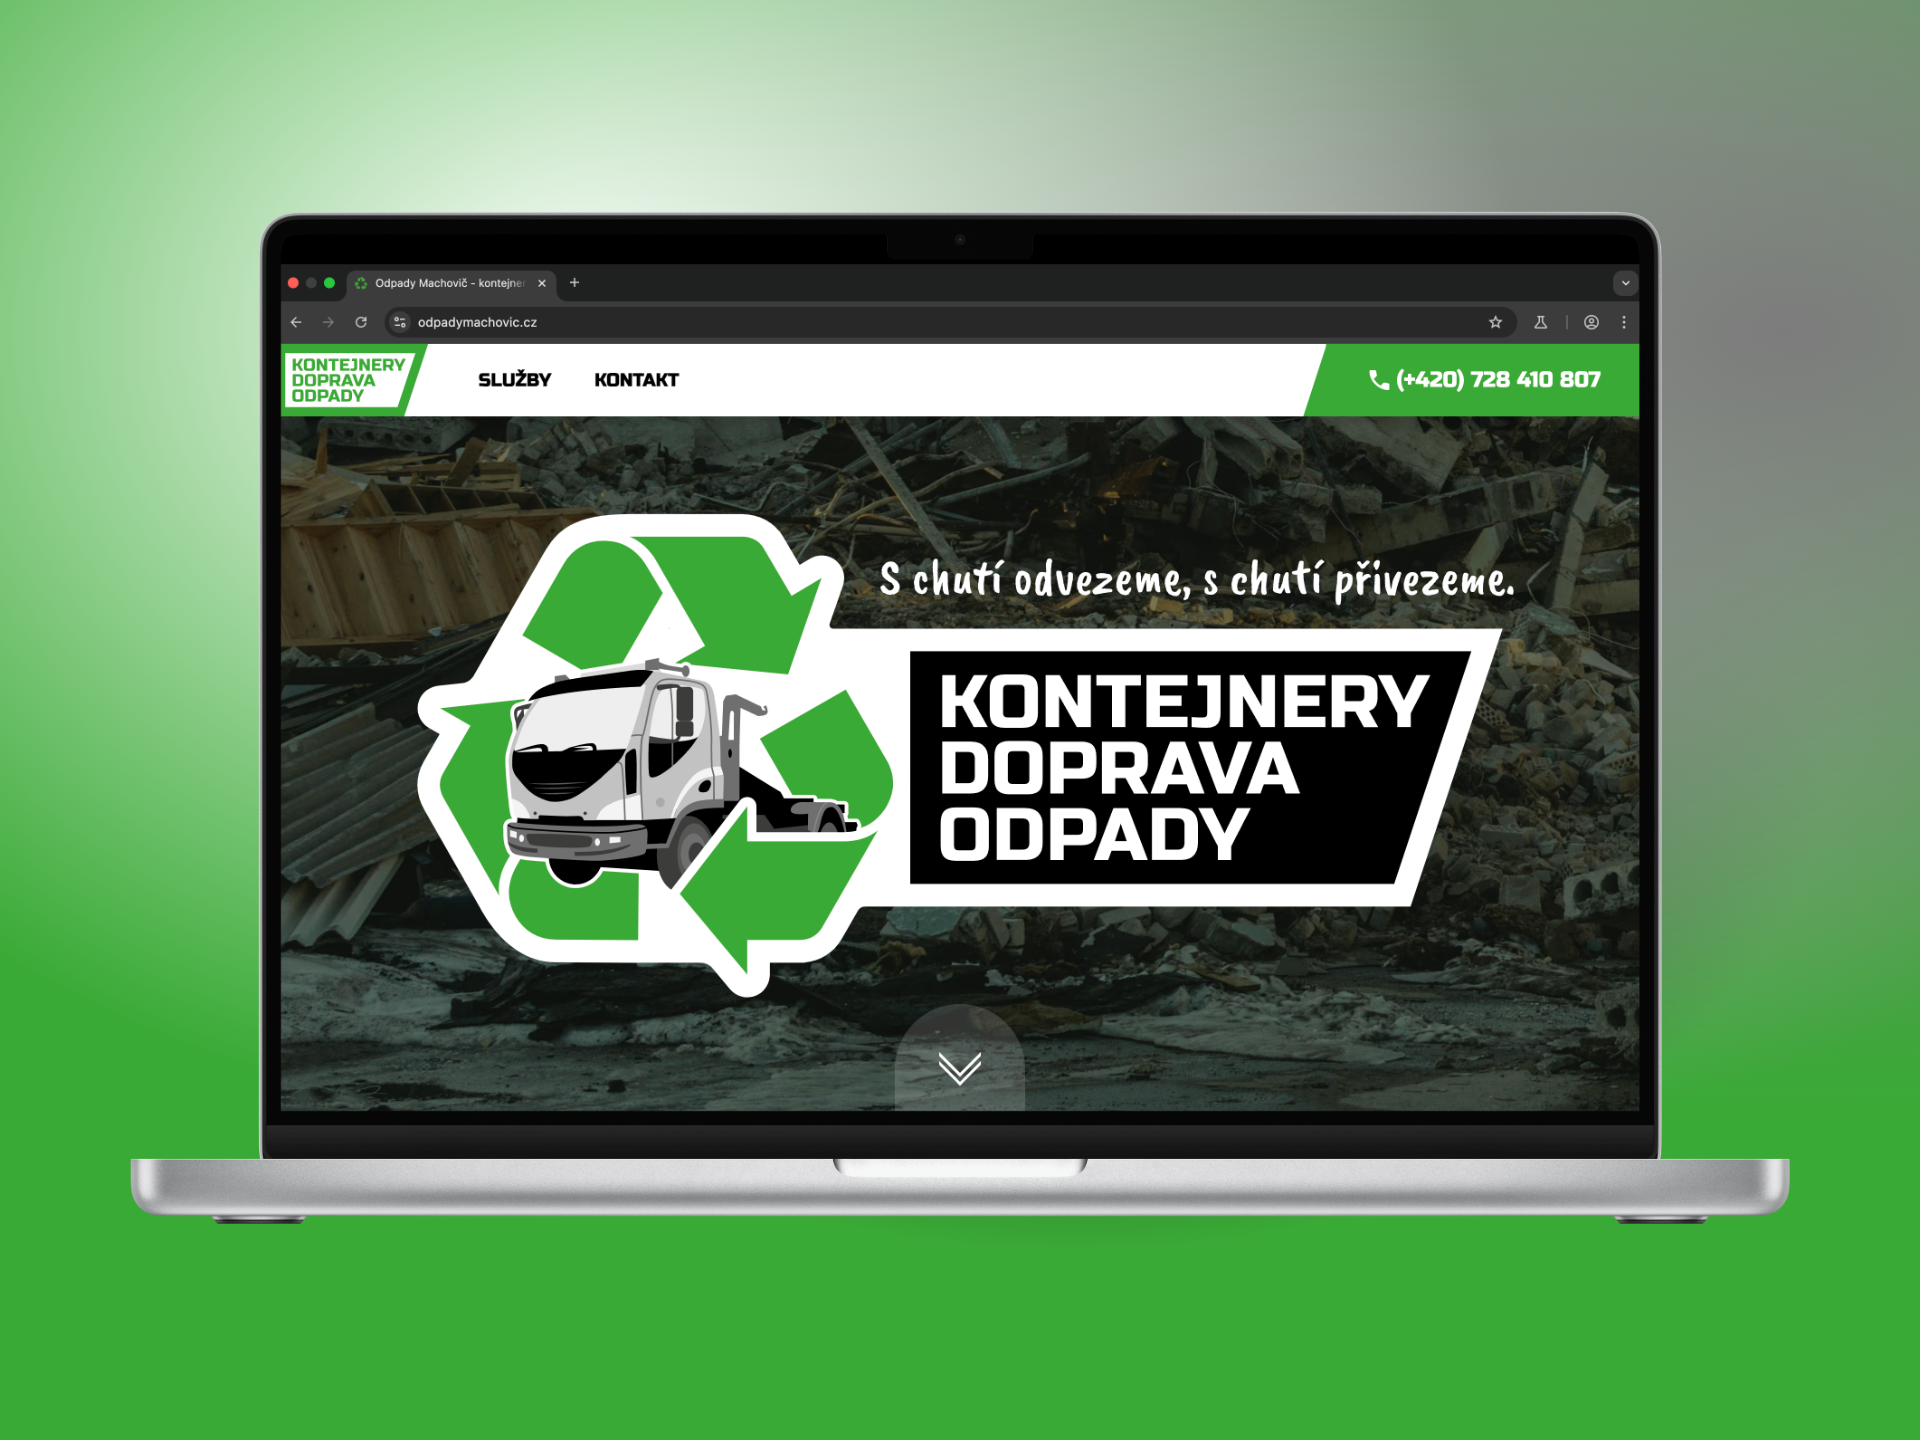 Odpady Machovič - kontejner
odpadymachovic.cz
KONTEJNERY
DOPRAVA
ODPADY
SLUŽBY
KONTAKT
(+420) 728 410 807
S chutí odvezeme, s chutí přivezeme.
KONTEJNERY
DOPRAVA
ODPADY